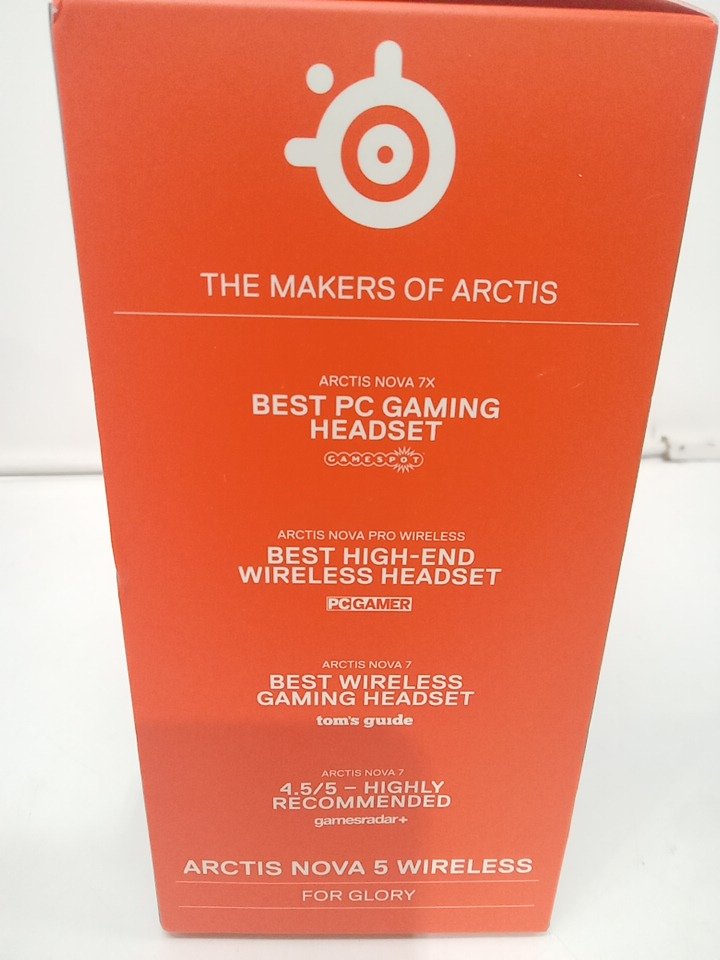 THE MAKERS OF ARCTIS
ARCTIS NOVA 7X
BEST PC GAMING
HEADSET
GAMESPOT
ARCTIS NOVA PRO WIRELESS
BEST HIGH-END
WIRELESS HEADSET
PC GAMER
ARCTIS NOVA 7
BEST WIRELESS
GAMING HEADSET
tom's guide
ARCTIS NOVA 7
4.5/5 – HIGHLY
RECOMMENDED
gamesradar+
ARCTIS NOVA 5 WIRELESS
FOR GLORY